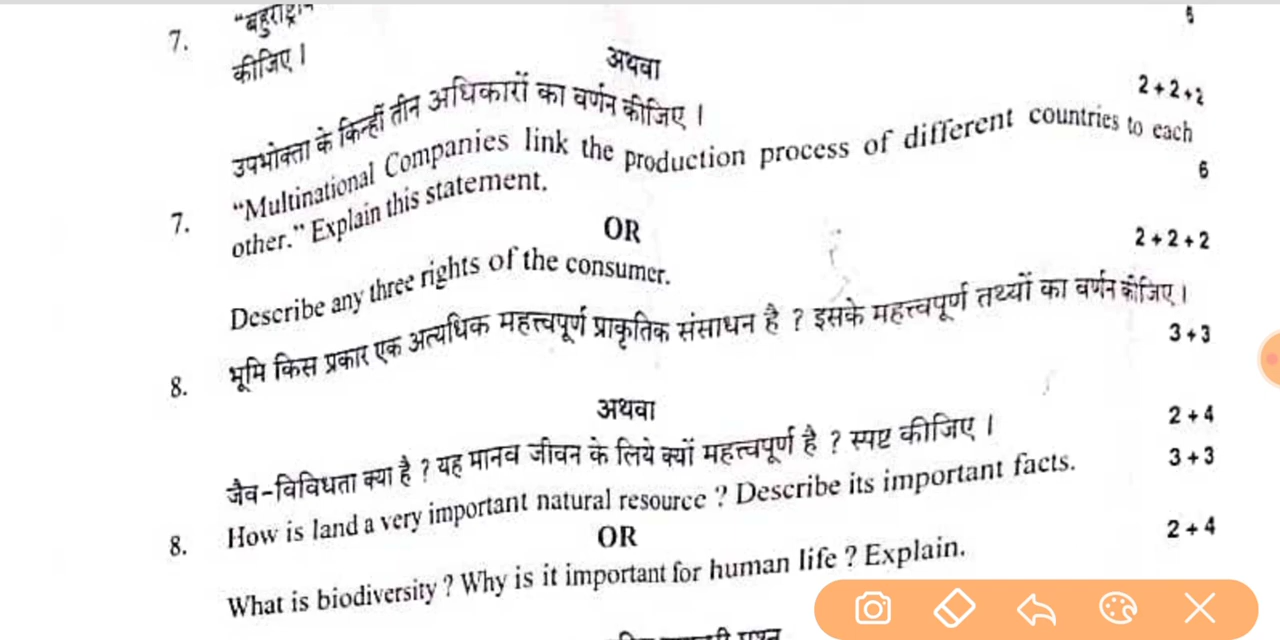 7. "बहुराष्ट्रीय
6
कीजिए ।
अथवा
उपभोक्ता के किन्हीं तीन अधिकारों का वर्णन कीजिए ।
2+2+2
7. "Multinational Companies link the production process of different countries to each
other." Explain this statement.
6
OR
Describe any three rights of the consumer.
2+2+2
8. भूमि किस प्रकार एक अत्यधिक महत्त्वपूर्ण प्राकृतिक संसाधन है ? इसके महत्त्वपूर्ण तथ्यों का वर्णन कीजिए ।
3+3
अथवा
जैव-विविधता क्या है ? यह मानव जीवन के लिये क्यों महत्त्वपूर्ण है ? स्पष्ट कीजिए ।
2+4
8. How is land a very important natural resource ? Describe its important facts.
3+3
OR
What is biodiversity ? Why is it important for human life ? Explain.
2+4